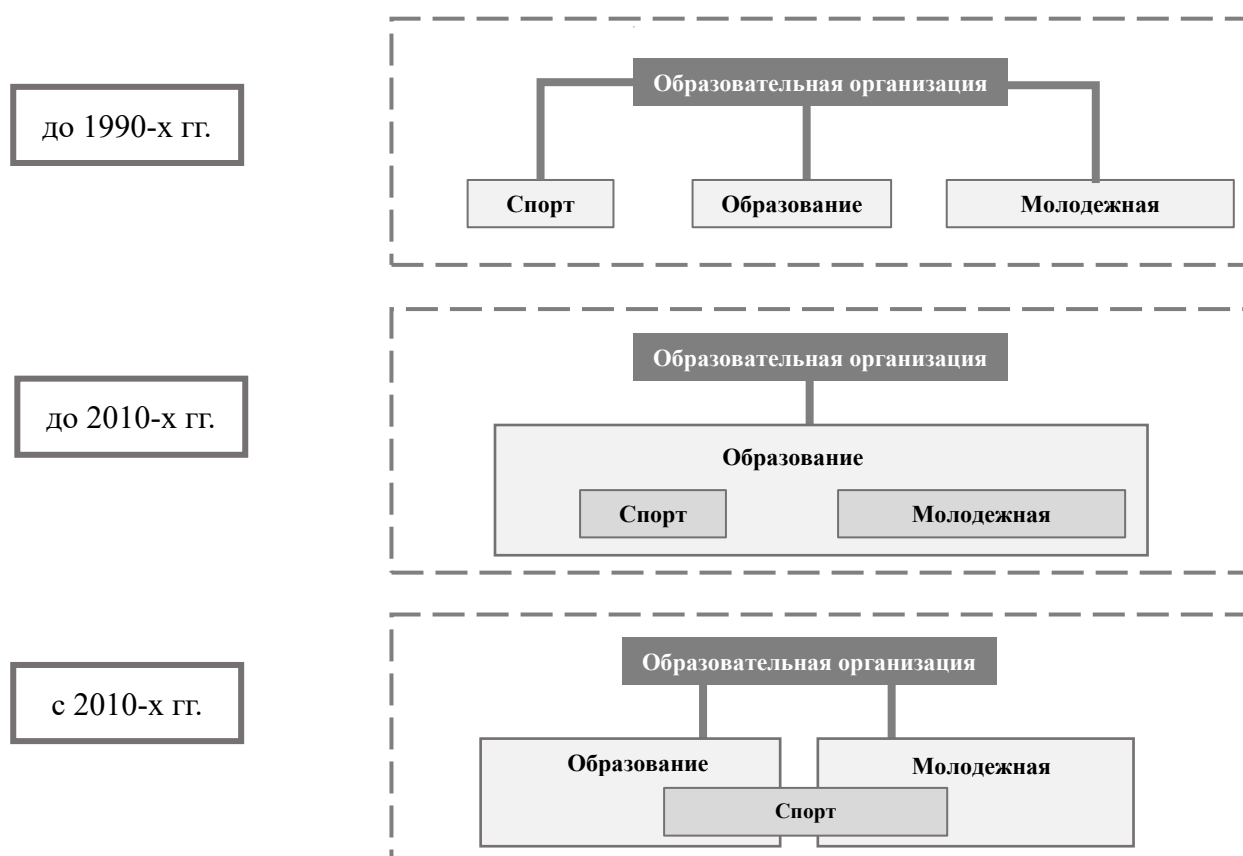 до 1990-х гг.
Образовательная организация
Спорт
Образование
Молодежная
до 2010-х гг.
Образовательная организация
Образование
Спорт
Молодежная
с 2010-х гг.
Образовательная организация
Образование
Молодежная
Спорт